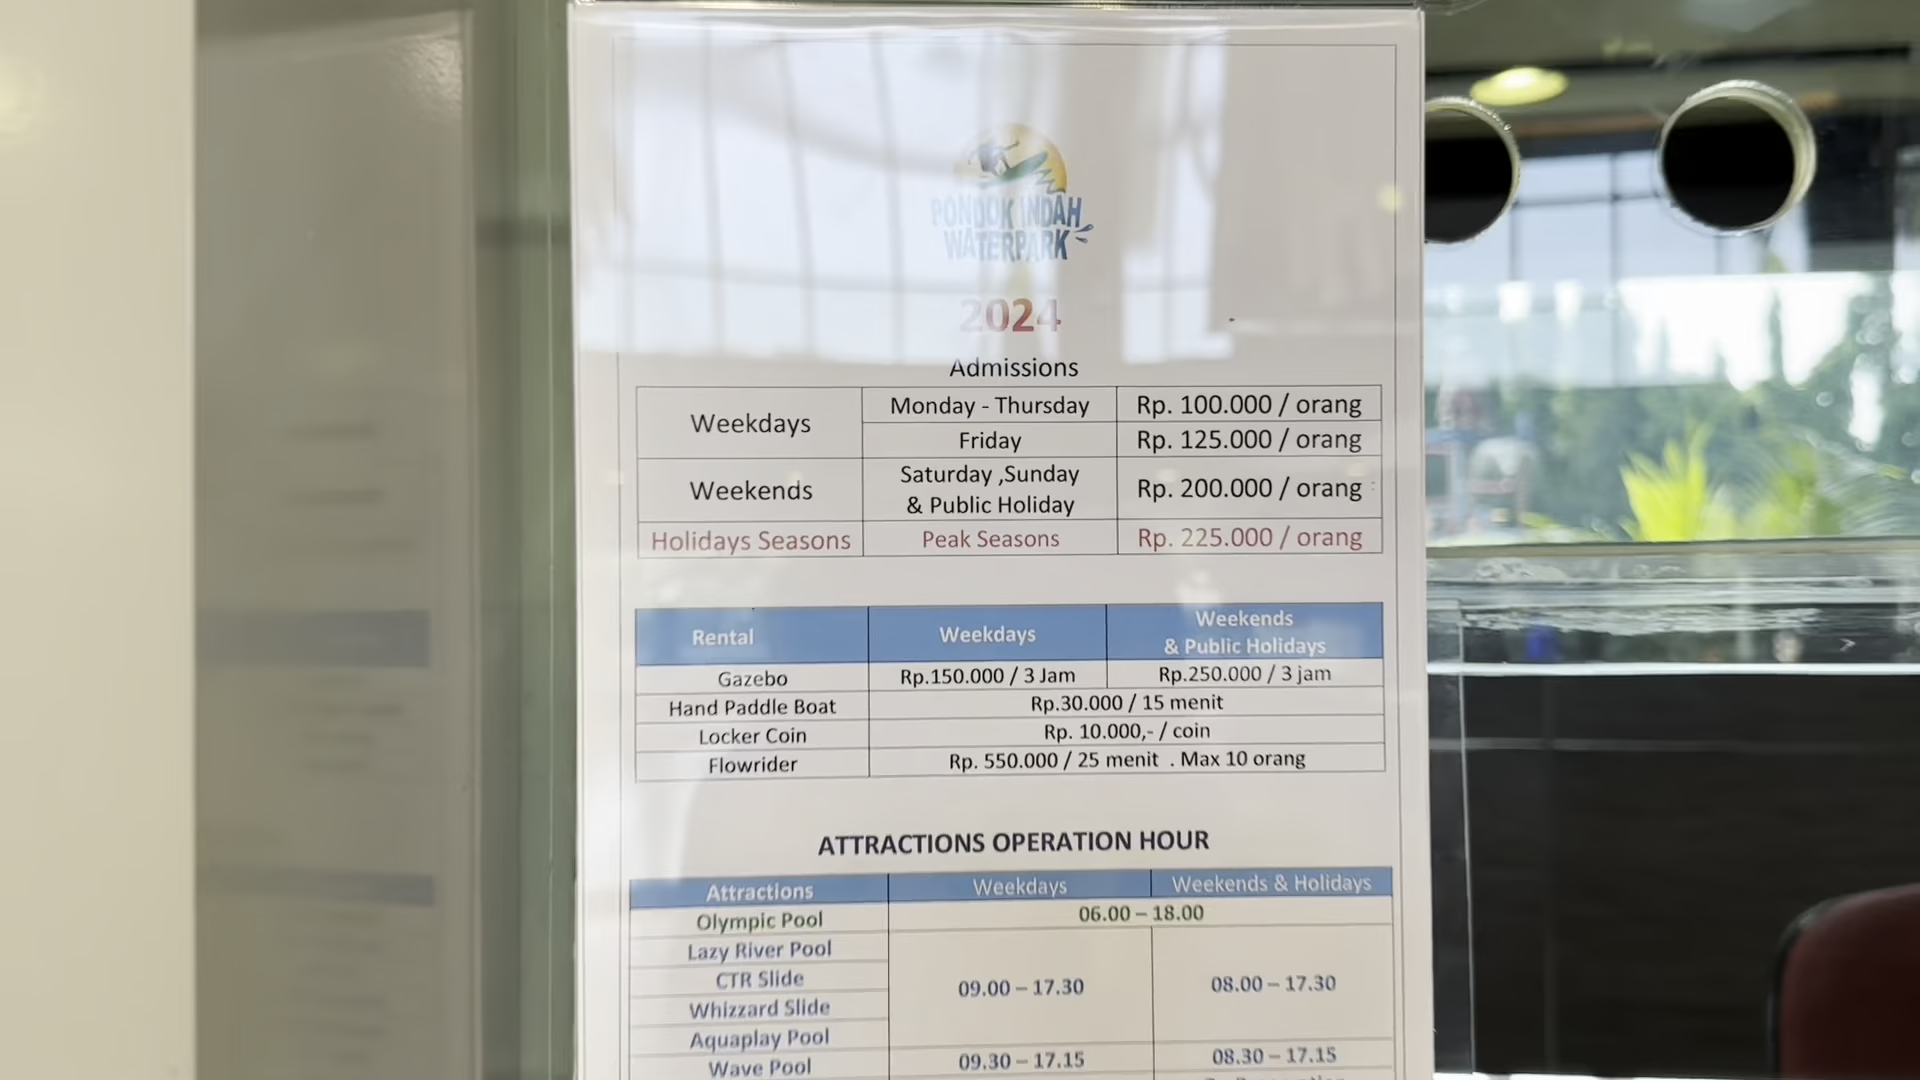 PONDOK INDAH
WATERPARK
2024
Admissions
Weekdays
Monday - Thursday
Rp. 100.000 / orang
Friday
Rp. 125.000 / orang
Weekends
Saturday ,Sunday
& Public Holiday
Rp. 200.000 / orang
Holidays Seasons
Peak Seasons
Rp. 225.000 / orang
Rental
Weekdays
Weekends
& Public Holidays
Gazebo
Rp.150.000 / 3 Jam
Rp.250.000 / 3 jam
Hand Paddle Boat
Rp.30.000 / 15 menit
Locker Coin
Rp. 10.000,- / coin
Flowrider
Rp. 550.000 / 25 menit . Max 10 orang
ATTRACTIONS OPERATION HOUR
Attractions
Weekdays
Weekends & Holidays
Olympic Pool
06.00 – 18.00
Lazy River Pool
CTR Slide
Whizzard Slide
Aquaplay Pool
09.00 – 17.30
08.00 – 17.30
Wave Pool
09.30 – 17.15
08.30 – 17.15